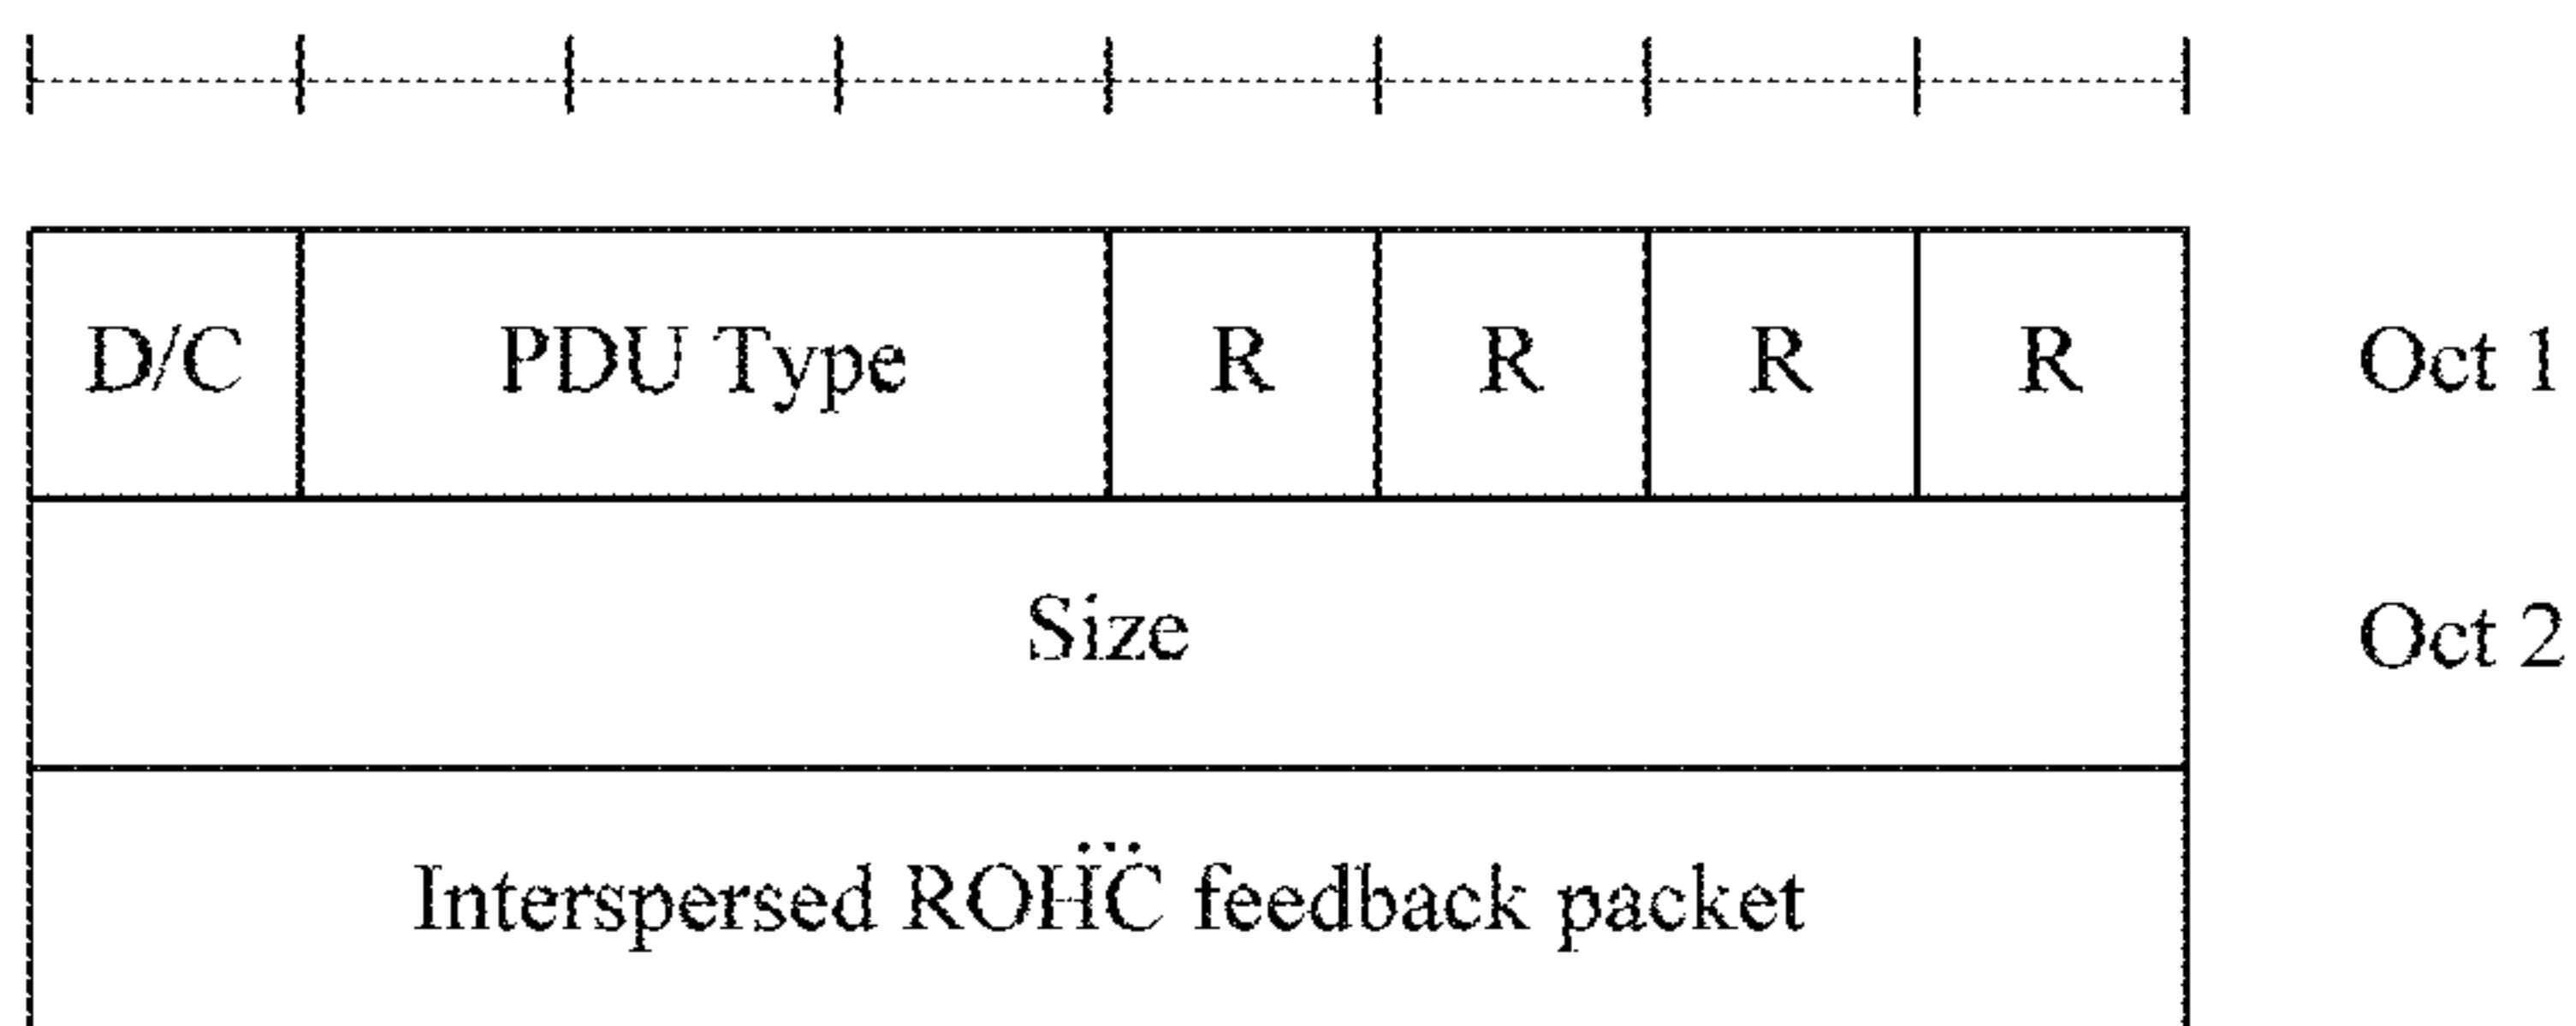 D/C PDU Type R R R R Oct 1
Size Oct 2
...
Interspersed ROHC feedback packet